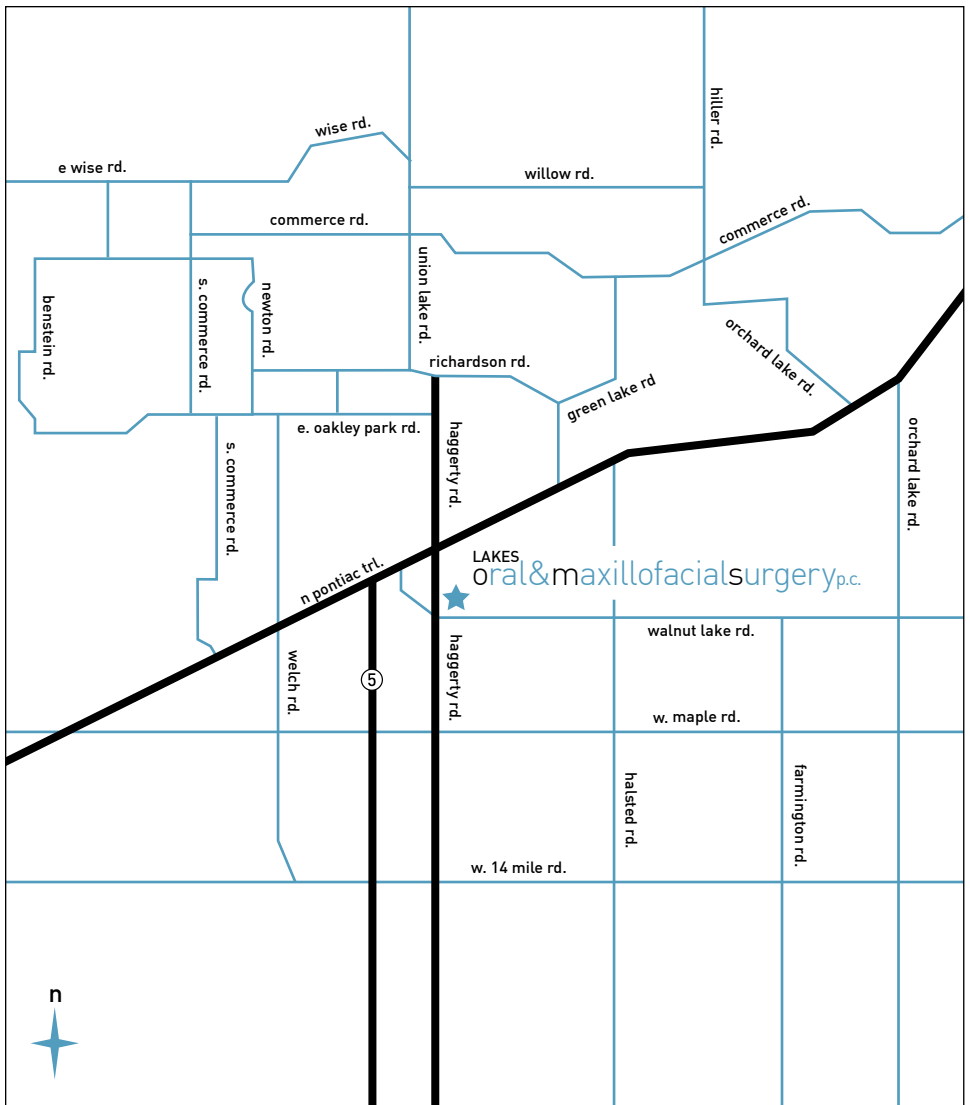 hiller rd.
wise rd.
e wise rd.
willow rd.
commerce rd.
commerce rd.
union lake rd.
s. commerce rd.
newton rd.
benstein rd.
orchard lake rd.
richardson rd.
green lake rd
e. oakley park rd.
haggerty rd.
orchard lake rd.
s. commerce rd.
n pontiac trl.
LAKES
oral&maxillofacialsurgeryp.c.
walnut lake rd.
haggerty rd.
welch rd.
5
w. maple rd.
halsted rd.
farmington rd.
w. 14 mile rd.
n